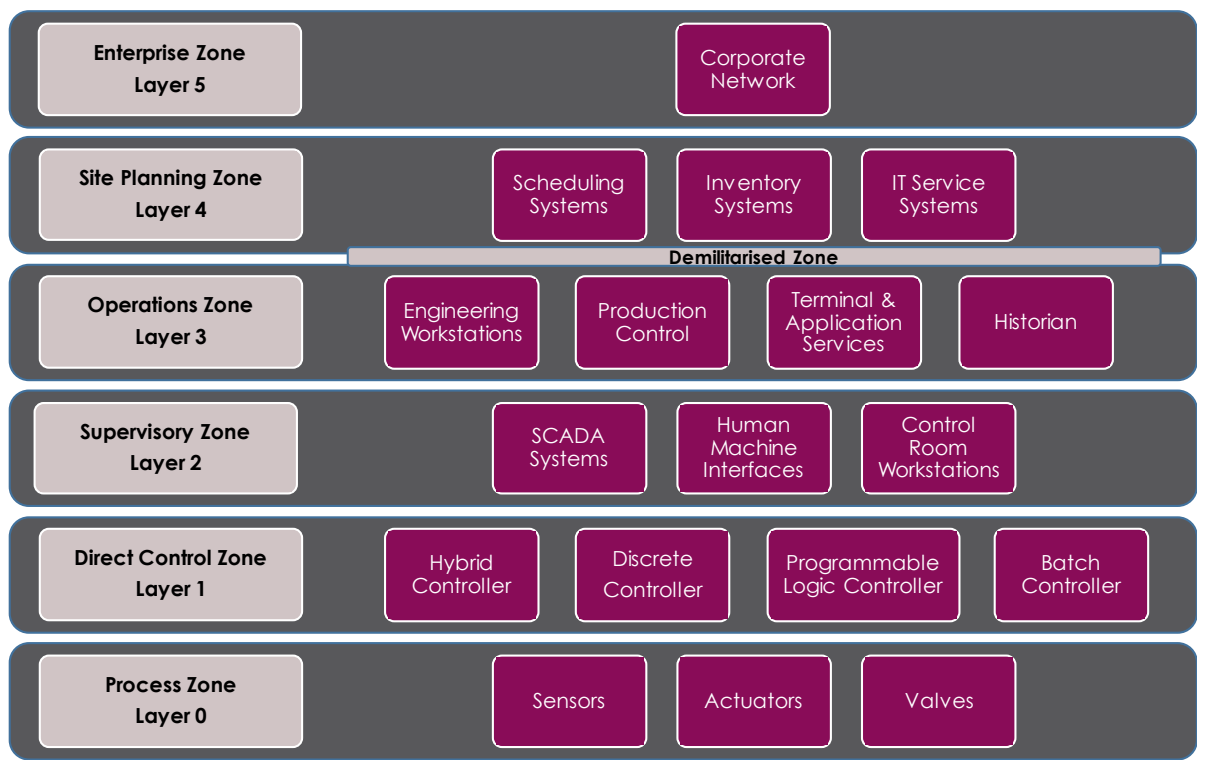 Enterprise Zone
Layer 5
Corporate
Network
Site Planning Zone
Layer 4
Scheduling
Systems
Inventory
Systems
IT Service
Systems
Demilitarised Zone
Operations Zone
Layer 3
Engineering
Workstations
Production
Control
Terminal &
Application
Services
Historian
Supervisory Zone
Layer 2
SCADA
Systems
Human
Machine
Interfaces
Control
Room
Workstations
Direct Control Zone
Layer 1
Hybrid
Controller
Discrete
Controller
Programmable
Logic Controller
Batch
Controller
Process Zone
Layer 0
Sensors
Actuators
Valves